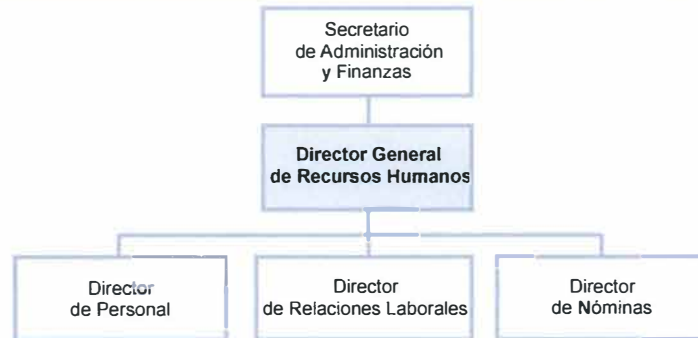 Secretario
de Administración
y Finanzas
Director General
de Recursos Humanos
Director
de Personal
Director
de Relaciones Laborales
Director
de Nóminas